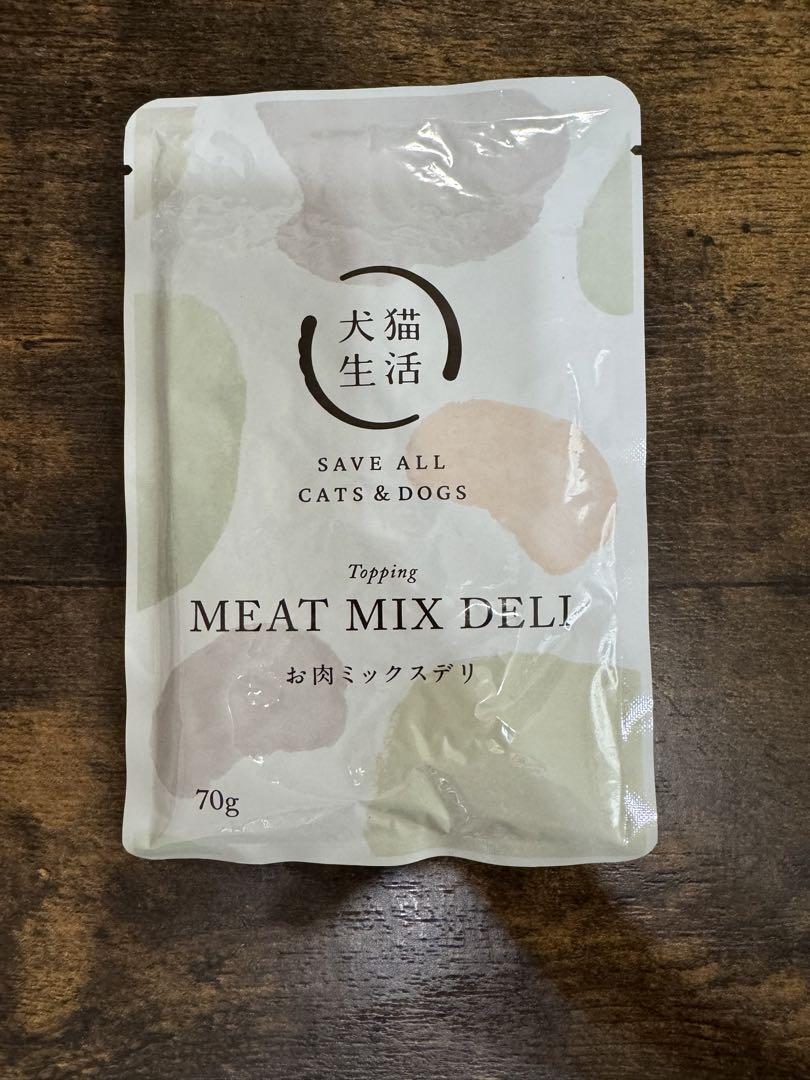 犬猫
生活
SAVE ALL
CATS & DOGS
Topping
MEAT MIX DELI
お肉ミックスデリ
70g